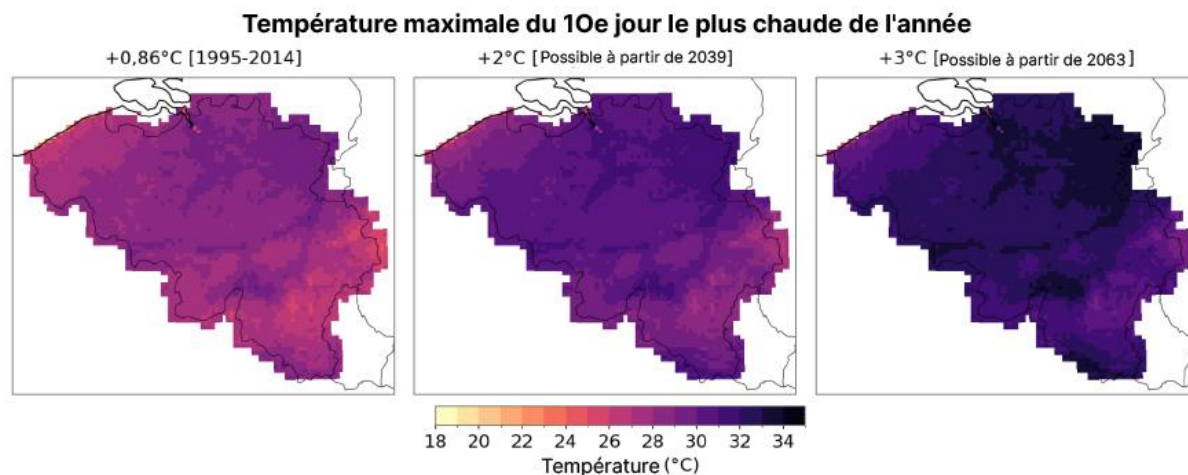 Température maximale du 10e jour le plus chaude de l'année
+0,86°C [1995-2014]
+2°C [Possible à partir de 2039]
+3°C [Possible à partir de 2063]
18 20 22 24 26 28 30 32 34
Température (°C)